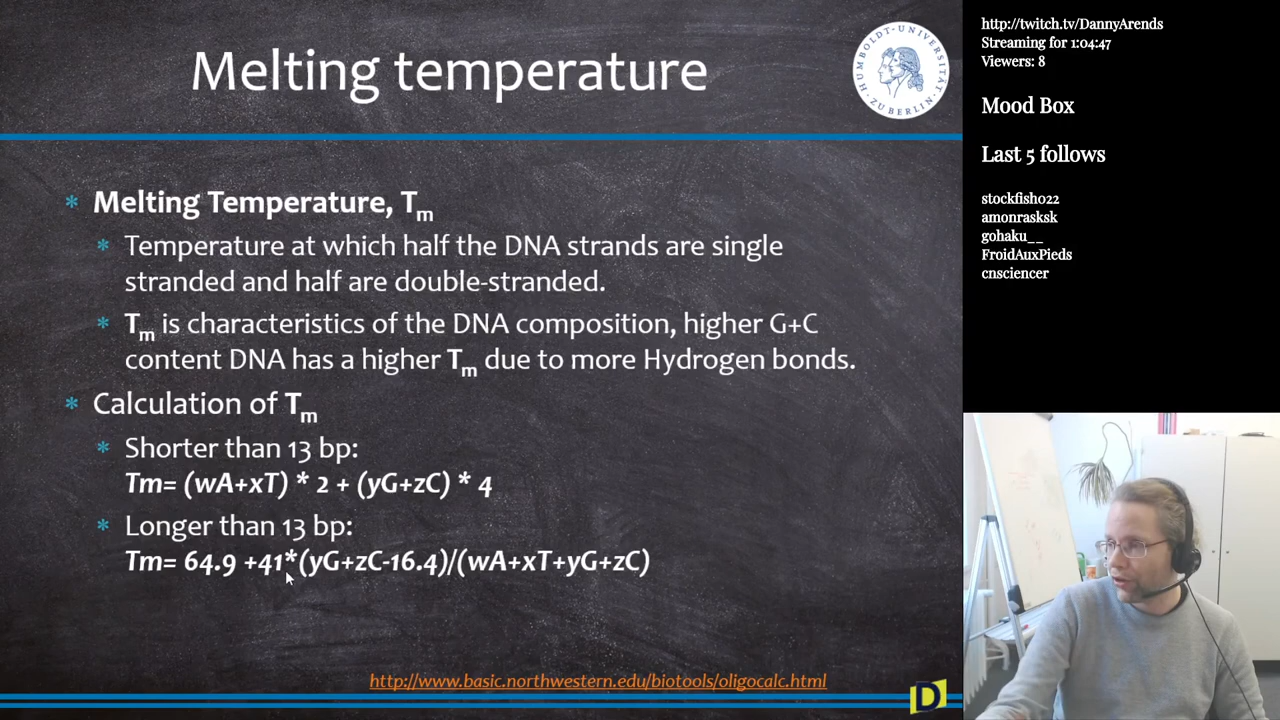 Melting temperature
HUMBOLDT-UNIVERSITÄT
ZU BERLIN
Melting Temperature, Tm
Temperature at which half the DNA strands are single
stranded and half are double-stranded.
Tm is characteristics of the DNA composition, higher G+C
content DNA has a higher Tm due to more Hydrogen bonds.
Calculation of Tm
Shorter than 13 bp:
Tm= (wA+xT) * 2 + (yG+zC) * 4
Longer than 13 bp:
Tm= 64.9 +41*(yG+zC-16.4)/(wA+xT+yG+zC)
http://www.basic.northwestern.edu/biotools/oligocalc.html
D
http://twitch.tv/DannyArends
Streaming for 1:04:47
Viewers: 8
Mood Box
Last 5 follows
stockfish022
amonrasksk
gohaku__
FroidAuxPieds
cnsciencer